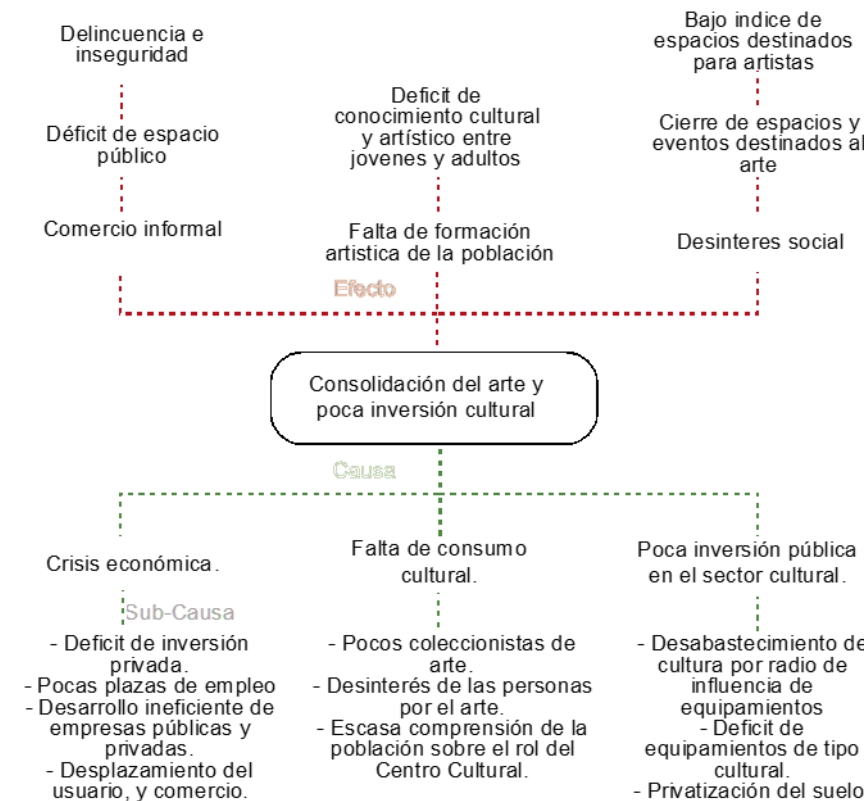 Delincuencia e
inseguridad
Déficit de espacio
público
Comercio informal
Deficit de
conocimiento cultural
y artístico entre
jovenes y adultos
Falta de formación
artistica de la población
Bajo indice de
espacios destinados
para artistas
Cierre de espacios y
eventos destinados al
arte
Desinteres social
Efecto
Consolidación del arte y
poca inversión cultural
Causa
Crisis económica.
Sub-Causa
- Deficit de inversión
privada.
- Pocas plazas de empleo
- Desarrollo ineficiente de
empresas públicas y
privadas.
- Desplazamiento del
usuario, y comercio.
Falta de consumo
cultural.
- Pocos coleccionistas de
arte.
- Desinterés de las personas
por el arte.
- Escasa comprensión de la
población sobre el rol del
Centro Cultural.
Poca inversión pública
en el sector cultural.
- Desabastecimiento de
cultura por radio de
influencia de
equipamientos
- Deficit de
equipamientos de tipo
cultural.
- Privatización del suelo